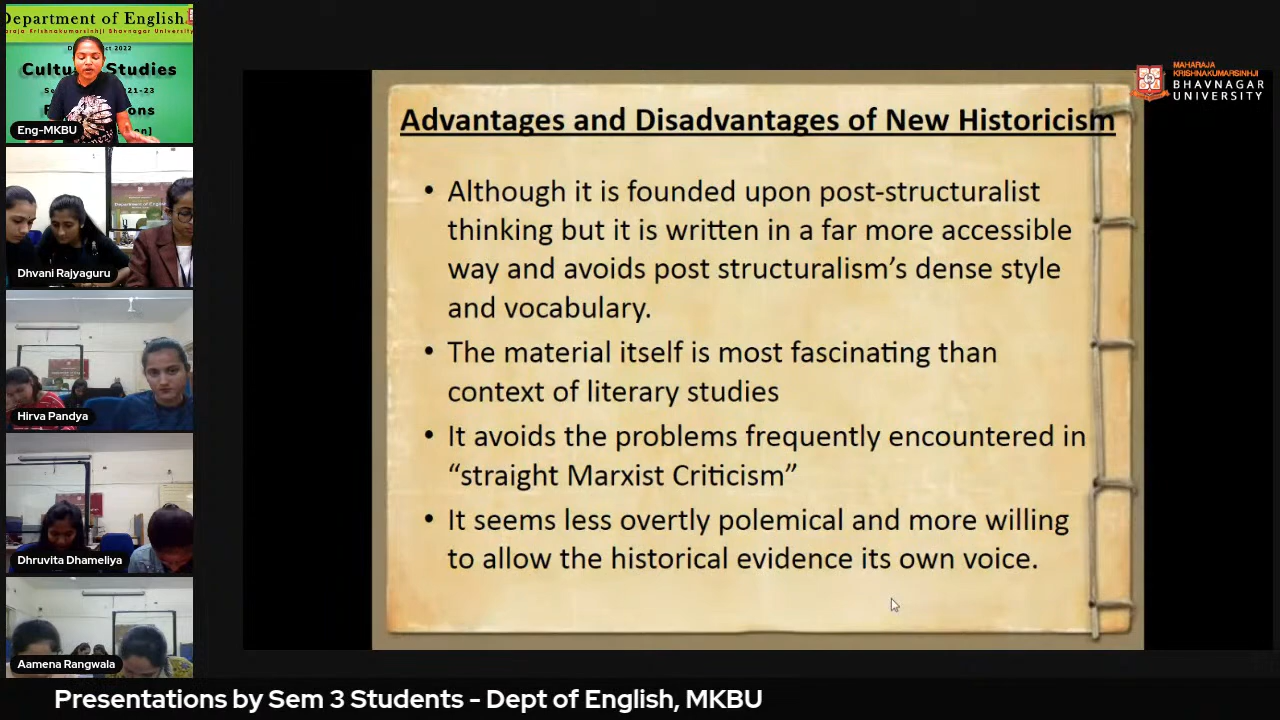 Department of English
Maharaja Krishnakumarsinhji Bhavnagar University
2022
Studies
21-23
Eng-MKBU
Dhvani Rajyaguru
Hirva Pandya
Dhruvita Dhameliya
Aamena Rangwala
MAHARAJA
KRISHNAKUMARSINHJI
BHAVNAGAR
UNIVERSITY
Advantages and Disadvantages of New Historicism
• Although it is founded upon post-structuralist
thinking but it is written in a far more accessible
way and avoids post structuralism’s dense style
and vocabulary.
• The material itself is most fascinating than
context of literary studies
• It avoids the problems frequently encountered in
“straight Marxist Criticism”
• It seems less overtly polemical and more willing
to allow the historical evidence its own voice.
Presentations by Sem 3 Students - Dept of English, MKBU